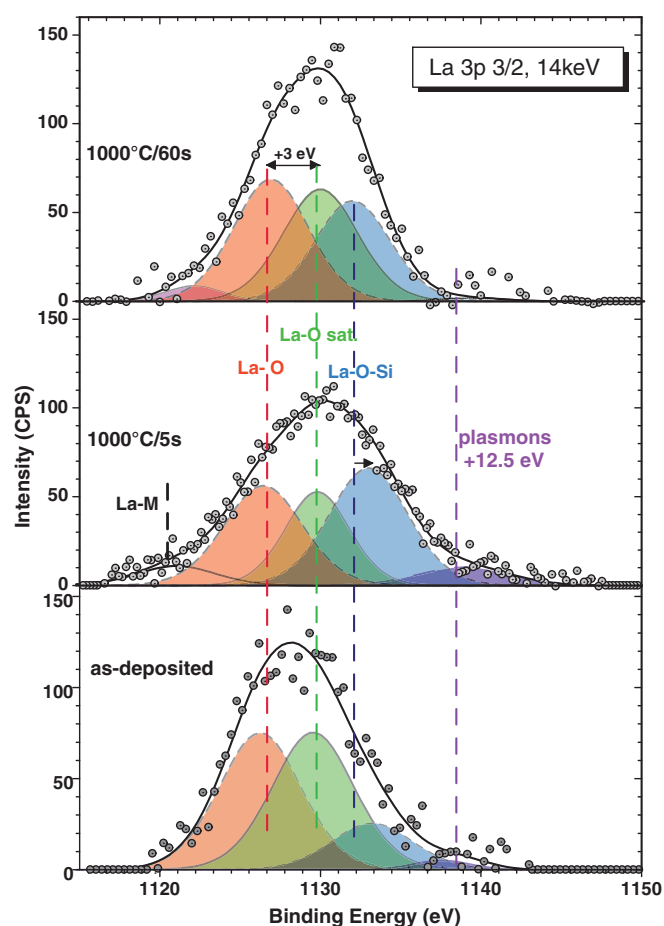 La 3p 3/2, 14keV
150
100
50
0
1000°C/60s
+3 eV
La-O sat.
La- O
La-O-Si
150
100
50
0
1000°C/5s
La-M
plasmons
+12.5 eV
150
100
50
0
as-deposited
Intensity (CPS)
1120
1130
1140
1150
Binding Energy (eV)